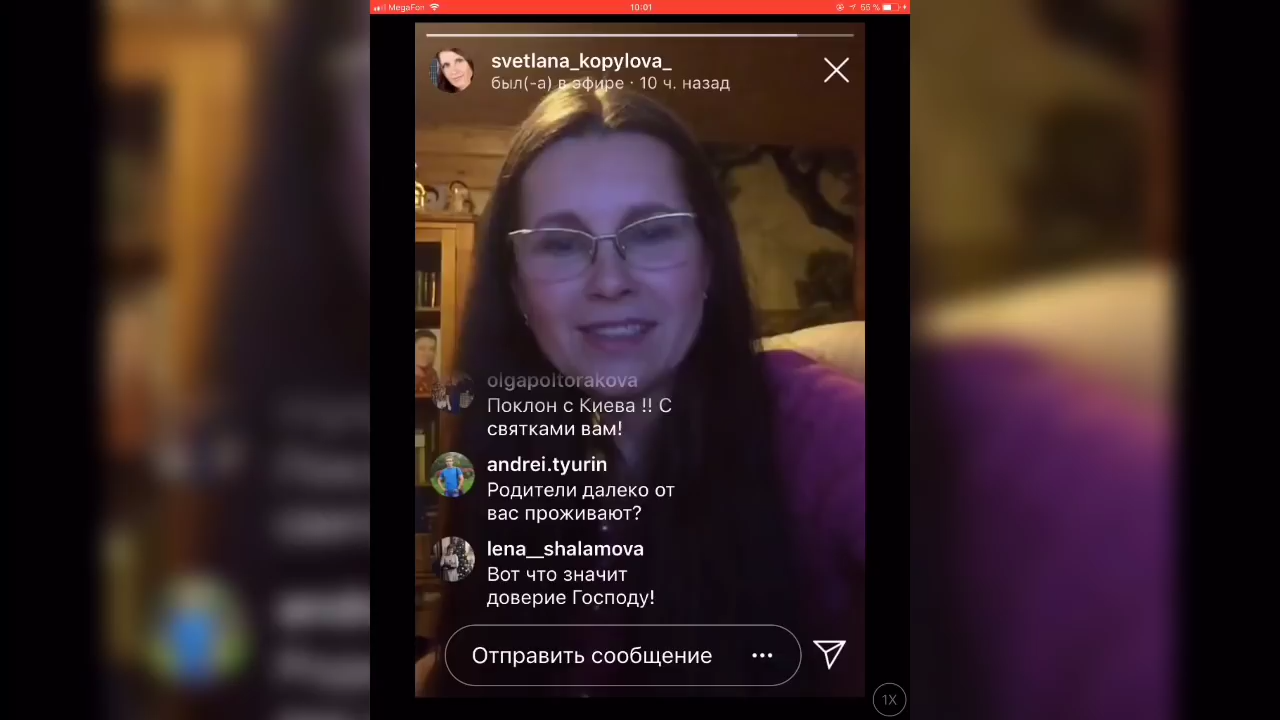 MegaFon
10:01
55 %
svetlana_kopylova_
был(-а) в эфире · 10 ч. назад
olgapoltorakova
Поклон с Киева !! С
святками вам!
andrei.tyurin
Родители далеко от
вас проживают?
lena__shalamova
Вот что значит
доверие Господу!
Отправить сообщение
1X